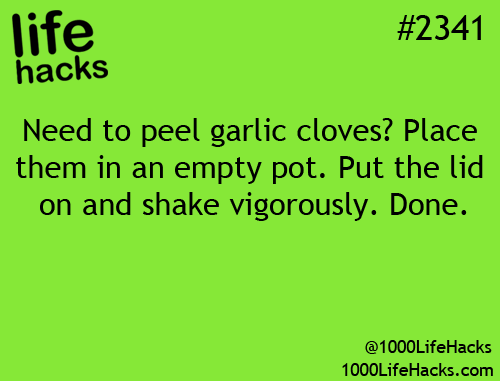 life
hacks
#2341
Need to peel garlic cloves? Place
them in an empty pot. Put the lid
on and shake vigorously. Done.
@1000LifeHacks
1000LifeHacks.com